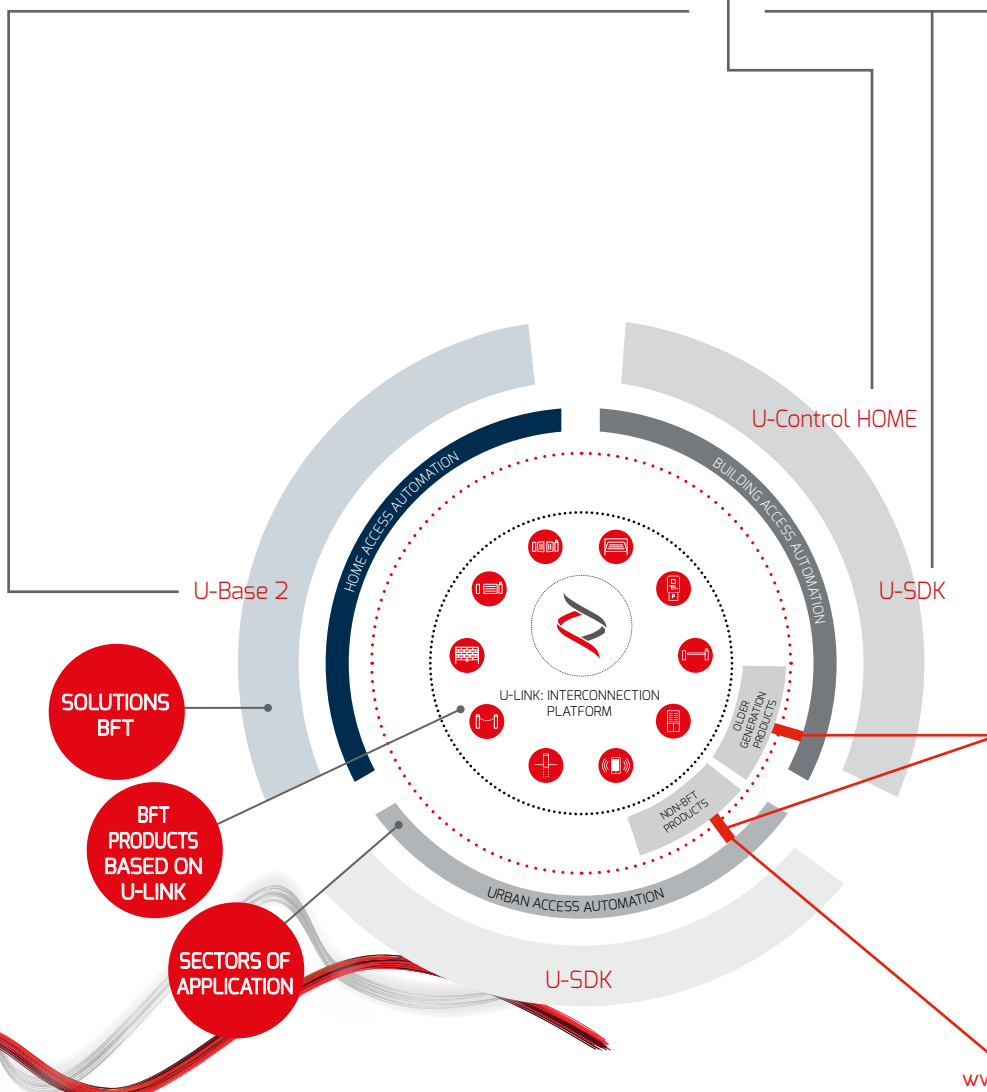 U-Control HOME
HOME ACCESS AUTOMATION
BUILDING ACCESS AUTOMATION
U-Base 2
U-SDK
P
U-LINK: INTERCONNECTION
PLATFORM
SOLUTIONS
BFT
OLDER
GENERATION
PRODUCTS
NON-BFT
PRODUCTS
BFT
PRODUCTS
BASED ON
U-LINK
URBAN ACCESS AUTOMATION
SECTORS OF
APPLICATION
U-SDK